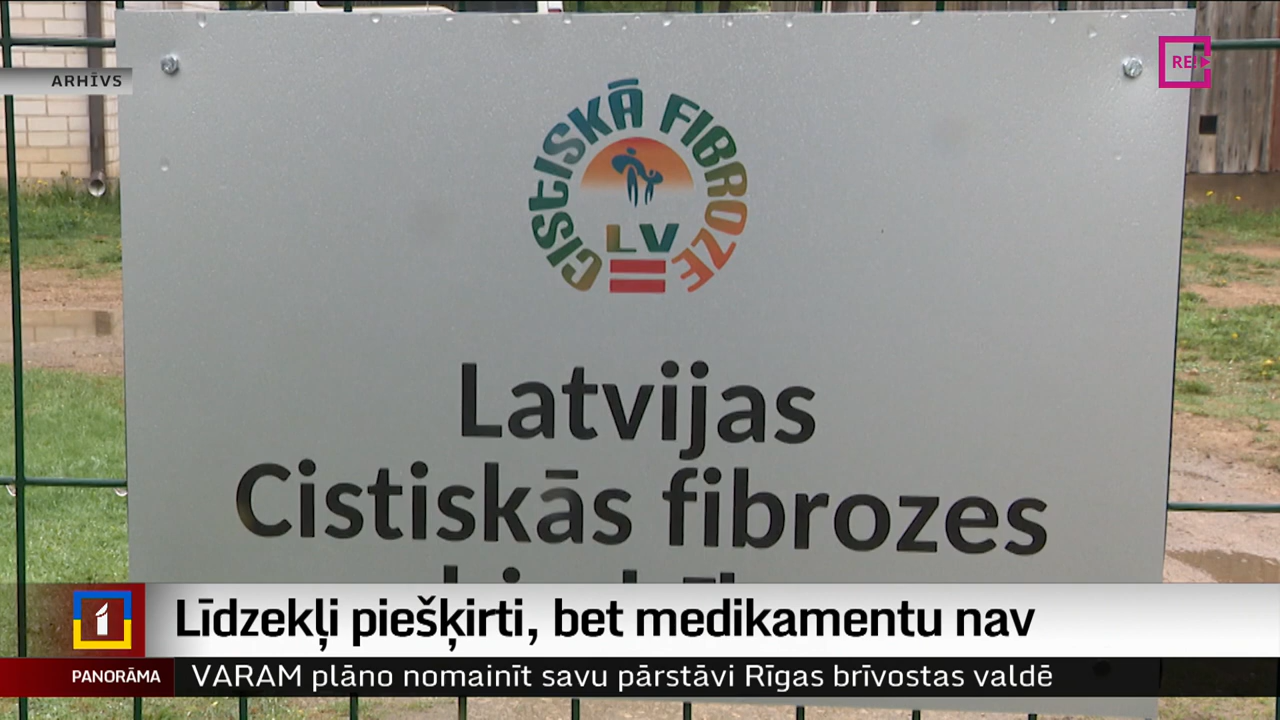 ARHĪVS
RE!
CISTISKĀ FIBROZE
LV
Latvijas
Cistiskās fibrozes
1
Līdzekļi piešķirti, bet medikamentu nav
PANORĀMA
VARAM plāno nomainīt savu pārstāvi Rīgas brīvostas valdē